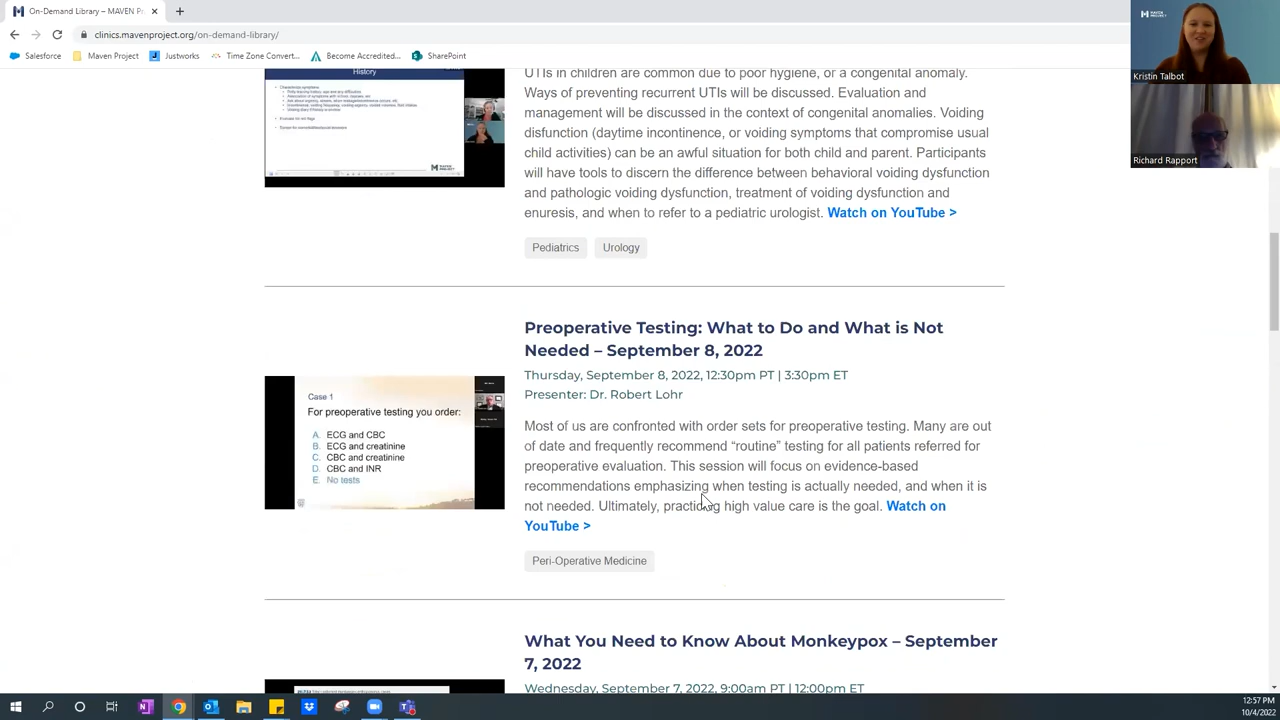 On-Demand Library – MAVEN Pr
clinics.mavenproject.org/on-demand-library/
Salesforce Maven Project Justworks Time Zone Convert... Become Accredited... SharePoint
MAVEN PROJECT
Kristin Talbot
Richard Rapport
History
UTIs in children are common due to poor hygiene, or a congenital anomaly.
Ways of preventing recurrent UTIs will be discussed. Evaluation and
management will be discussed in the context of congenital anomalies. Voiding
disfunction (daytime incontinence, or voiding symptoms that compromise usual
child activities) can be an awful situation for both child and parent. Participants
will have tools to discern the difference between behavioral voiding dysfunction
and pathologic voiding dysfunction, treatment of voiding dysfunction and
enuresis, and when to refer to a pediatric urologist. Watch on YouTube >
Pediatrics Urology
Preoperative Testing: What to Do and What is Not
Needed – September 8, 2022
Thursday, September 8, 2022, 12:30pm PT | 3:30pm ET
Presenter: Dr. Robert Lohr
Case 1
For preoperative testing you order:
A. ECG and CBC
B. ECG and creatinine
C. CBC and creatinine
D. CBC and INR
E. No tests
Most of us are confronted with order sets for preoperative testing. Many are out
of date and frequently recommend “routine” testing for all patients referred for
preoperative evaluation. This session will focus on evidence-based
recommendations emphasizing when testing is actually needed, and when it is
not needed. Ultimately, practicing high value care is the goal. Watch on
YouTube >
Peri-Operative Medicine
What You Need to Know About Monkeypox – September
7, 2022
Wednesday, September 7, 2022, 9:00am PT | 12:00pm ET
12:57 PM
10/4/2022